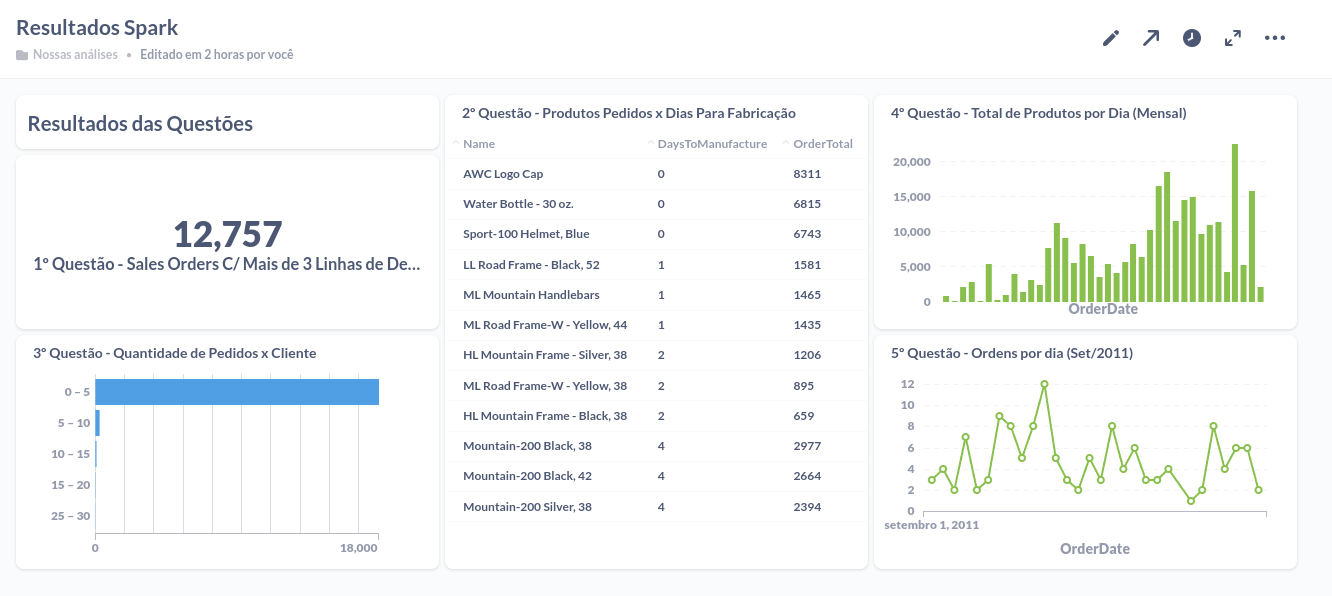 Resultados Spark
Nossas análises • Editado em 2 horas por você
Resultados das Questões
12,757
1º Questão - Sales Orders C/ Mais de 3 Linhas de De...
3º Questão - Quantidade de Pedidos x Cliente
0 – 5
5 – 10
10 – 15
15 – 20
25 – 30
0 18,000
2º Questão - Produtos Pedidos x Dias Para Fabricação
Name DaysToManufacture OrderTotal
AWC Logo Cap 0 8311
Water Bottle - 30 oz. 0 6815
Sport-100 Helmet, Blue 0 6743
LL Road Frame - Black, 52 1 1581
ML Mountain Handlebars 1 1465
ML Road Frame-W - Yellow, 44 1 1435
HL Mountain Frame - Silver, 38 2 1206
ML Road Frame-W - Yellow, 38 2 895
HL Mountain Frame - Black, 38 2 659
Mountain-200 Black, 38 4 2977
Mountain-200 Black, 42 4 2664
Mountain-200 Silver, 38 4 2394
4º Questão - Total de Produtos por Dia (Mensal)
20,000
15,000
10,000
5,000
0
OrderDate
5º Questão - Ordens por dia (Set/2011)
12
10
8
6
4
2
0
setembro 1, 2011
OrderDate